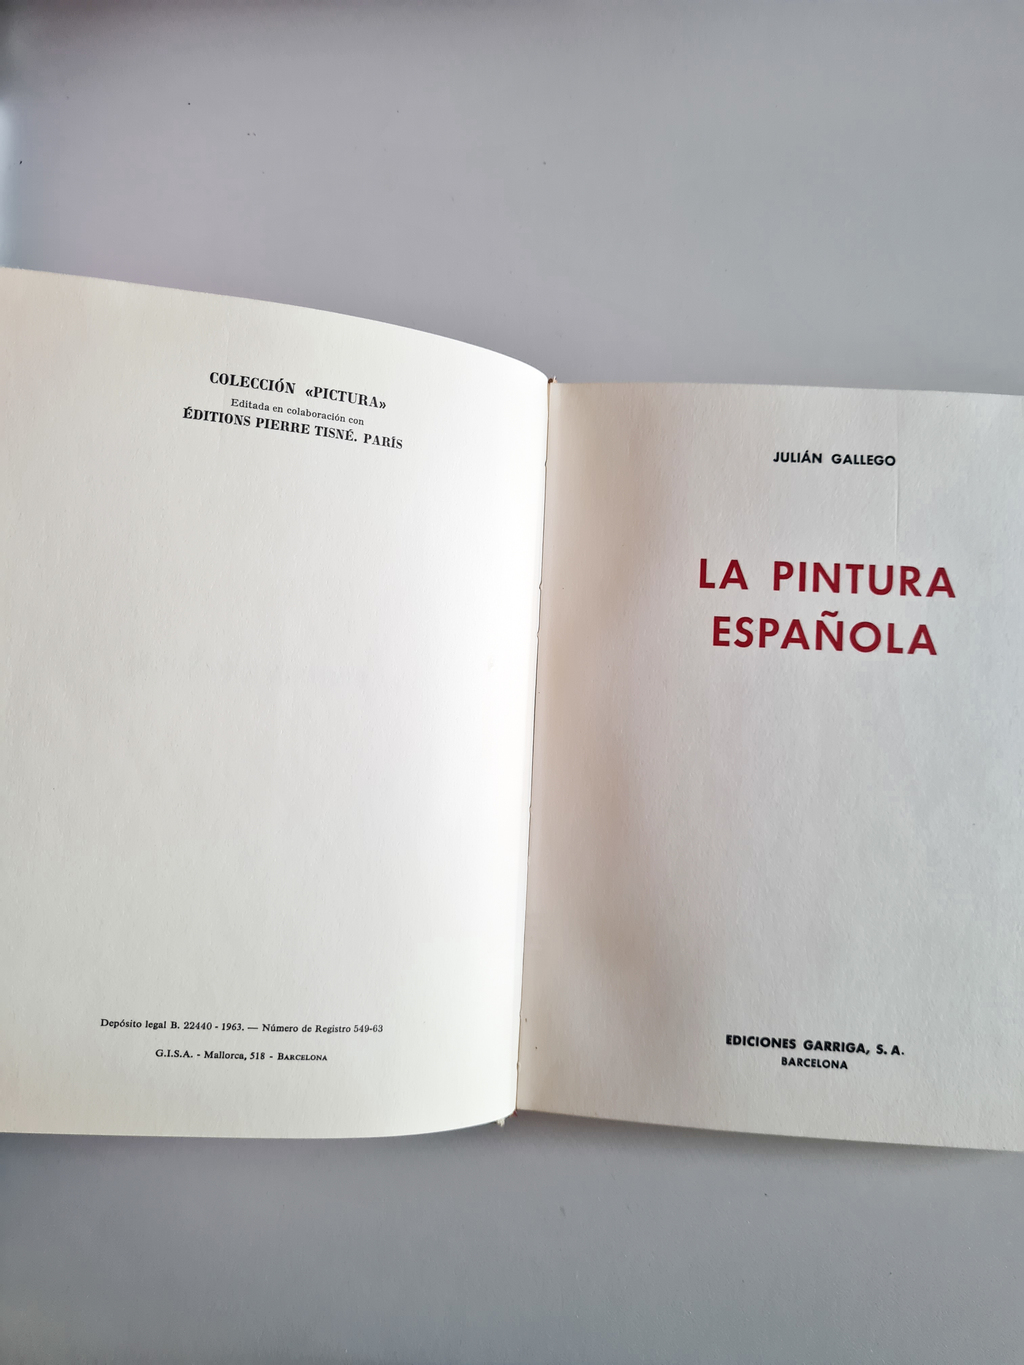 COLECCIÓN «PICTURA»
Editada en colaboración con
ÉDITIONS PIERRE TISNÉ. PARÍS
Depósito legal B. 22440 - 1963. — Número de Registro 549-63
G.I.S.A. - Mallorca, 518 - BARCELONA
JULIÁN GALLEGO
LA PINTURA
ESPAÑOLA
EDICIONES GARRIGA, S. A.
BARCELONA